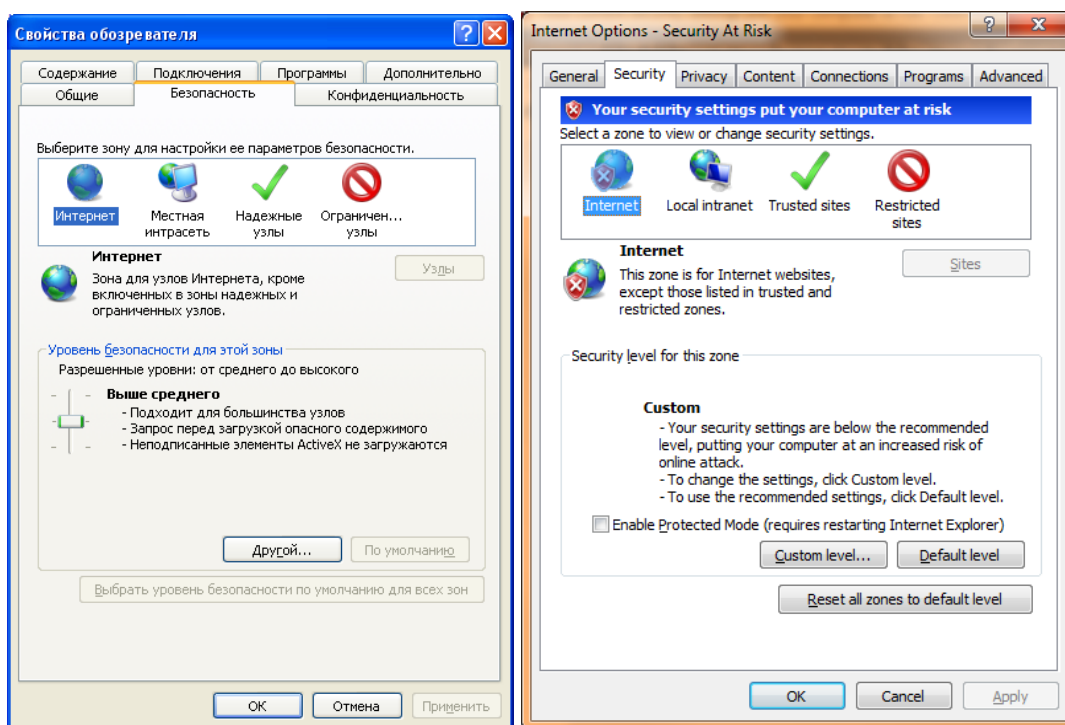 Свойства обозревателя
Содержание Подключения Программы Дополнительно
Общие Безопасность Конфиденциальность
Выберите зону для настройки ее параметров безопасности.
Интернет Местная интрасеть Надежные узлы Ограничен... узлы
Интернет
Узлы
Зона для узлов Интернета, кроме
включенных в зоны надежных и
ограниченных узлов.
Уровень безопасности для этой зоны
Разрешенные уровни: от среднего до высокого
Выше среднего
- Подходит для большинства узлов
- Запрос перед загрузкой опасного содержимого
- Неподписанные элементы ActiveX не загружаются
Другой... По умолчанию
Выбрать уровень безопасности по умолчанию для всех зон
OK Отмена Применить
Internet Options - Security At Risk
General Security Privacy Content Connections Programs Advanced
Your security settings put your computer at risk
Select a zone to view or change security settings.
Internet Local intranet Trusted sites Restricted sites
Internet
Sites
This zone is for Internet websites,
except those listed in trusted and
restricted zones.
Security level for this zone
Custom
- Your security settings are below the recommended
level, putting your computer at an increased risk of
online attack.
- To change the settings, click Custom level.
- To use the recommended settings, click Default level.
Enable Protected Mode (requires restarting Internet Explorer)
Custom level... Default level
Reset all zones to default level
OK Cancel Apply